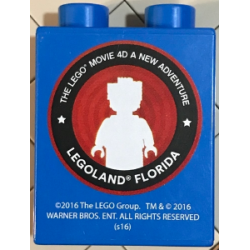 THE LEGO® MOVIE 4D A NEW ADVENTURE
LEGOLAND® FLORIDA
©2016 The LEGO Group. TM & © 2016
WARNER BROS. ENT. ALL RIGHTS RESERVED
(s16)